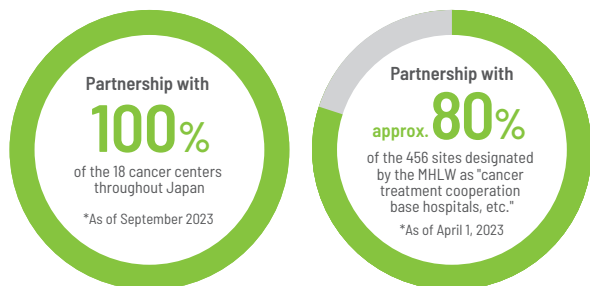 Partnership with
100%
of the 18 cancer centers
throughout Japan
*As of September 2023
Partnership with
approx. 80%
of the 456 sites designated
by the MHLW as "cancer
treatment cooperation
base hospitals, etc."
*As of April 1, 2023